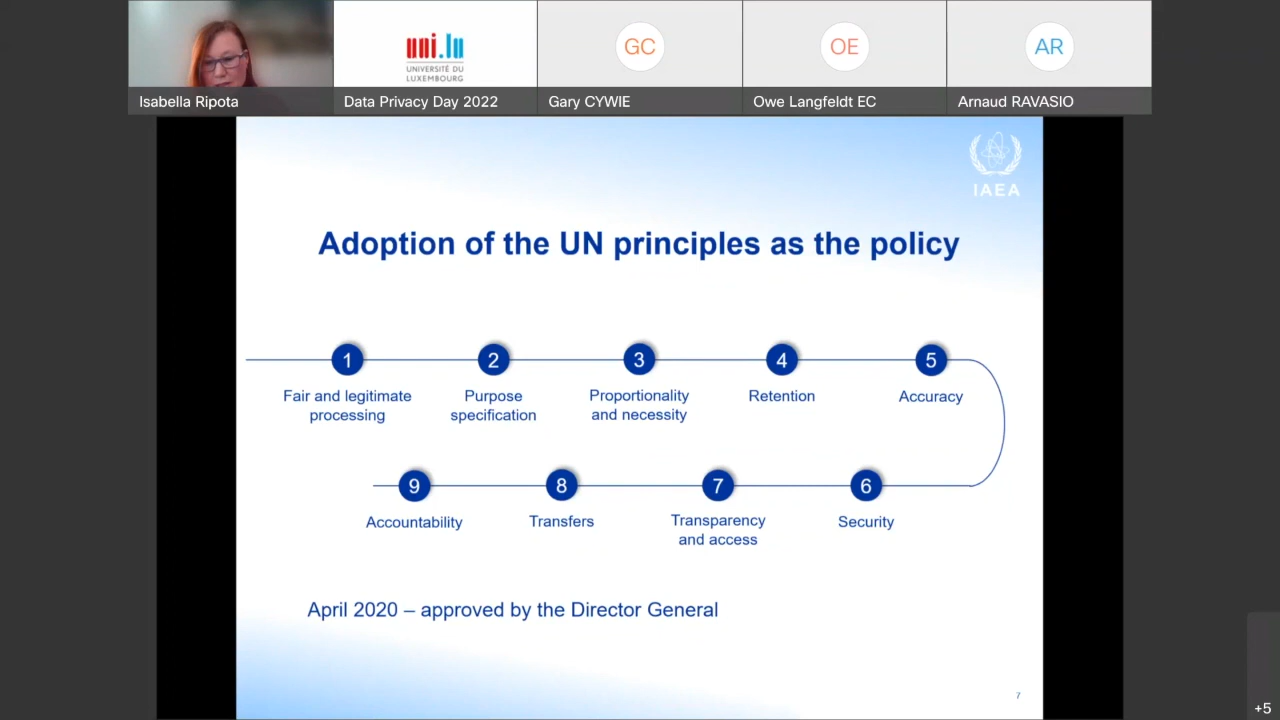 uni.lu
UNIVERSITÉ DU
LUXEMBOURG
GC
OE
AR
Isabella Ripota
Data Privacy Day 2022
Gary CYWIE
Owe Langfeldt EC
Arnaud RAVASIO
IAEA
Adoption of the UN principles as the policy
1
2
3
4
5
Fair and legitimate
processing
Purpose
specification
Proportionality
and necessity
Retention
Accuracy
9
8
7
6
Accountability
Transfers
Transparency
and access
Security
April 2020 – approved by the Director General
7
+5